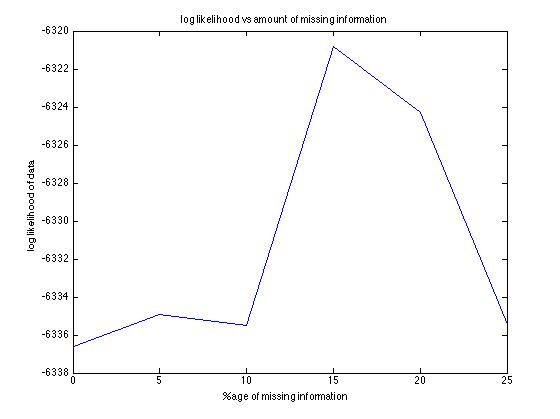 log likelihood vs amount of missing information
-6320
-6322
-6324
-6326
-6328
-6330
-6332
-6334
-6336
-6338
log likelihood of data
0 5 10 15 20 25
%age of missing information